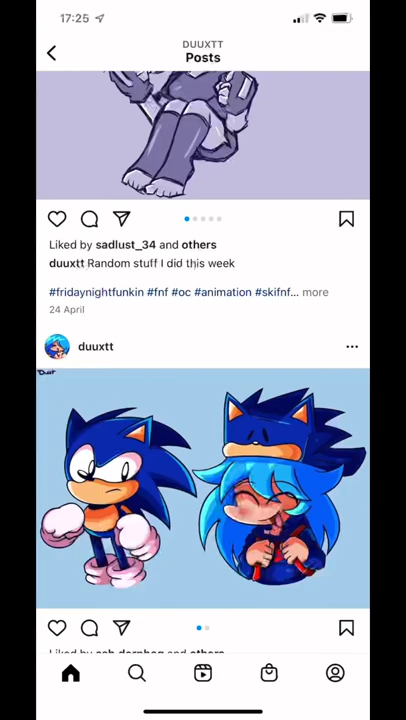 17:25
DUUXTT
Posts
Liked by sadlust_34 and others
duuxtt Random stuff I did this week
#fridaynightfunkin #fnf #oc #animation #skifnf... more
24 April
duuxtt
Duxt